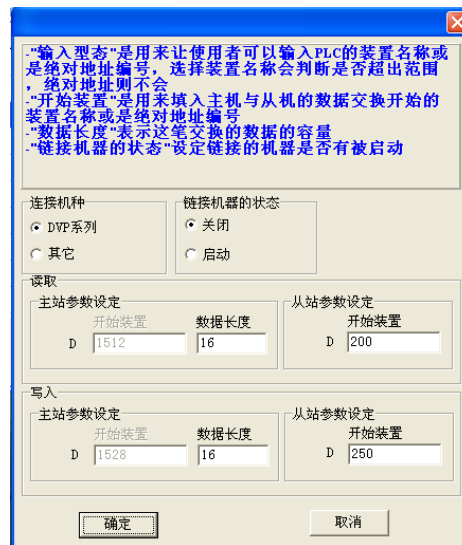 -"输入型态"是用来让使用者可以输入PLC的装置名称或
是绝对地址编号，选择装置名称会判断是否超出范围
，绝对地址则不会
-"开始装置"是用来填入主机与从机的数据交换开始的
装置名称或是绝对地址编号
-"数据长度"表示这笔交换的数据的容量
-"链接机器的状态"设定链接的机器是否有被启动
连接机种
DVP系列
其它
链接机器的状态
关闭
启动
读取
主站参数设定
开始装置 数据长度
D 1512 16
从站参数设定
开始装置
D 200
写入
主站参数设定
开始装置 数据长度
D 1528 16
从站参数设定
开始装置
D 250
确定 取消